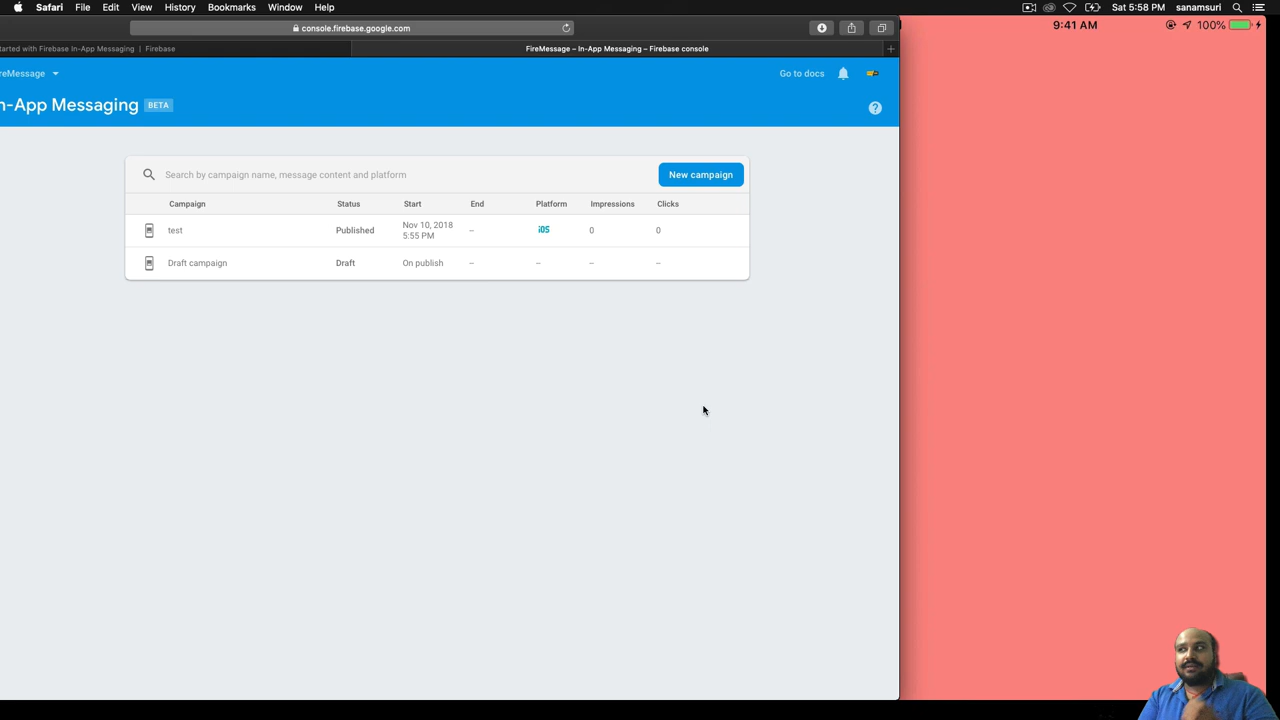 Safari File Edit View History Bookmarks Window Help Sat 5:58 PM sanamsuri
9:41 AM 100%
console.firebase.google.com
tarted with Firebase In-App Messaging | Firebase
FireMessage – In-App Messaging – Firebase console
reMessage
Go to docs
n-App Messaging BETA
Search by campaign name, message content and platform
New campaign
Campaign Status Start End Platform Impressions Clicks
test Published Nov 10, 2018 5:55 PM – iOS 0 0
Draft campaign Draft On publish – – – –